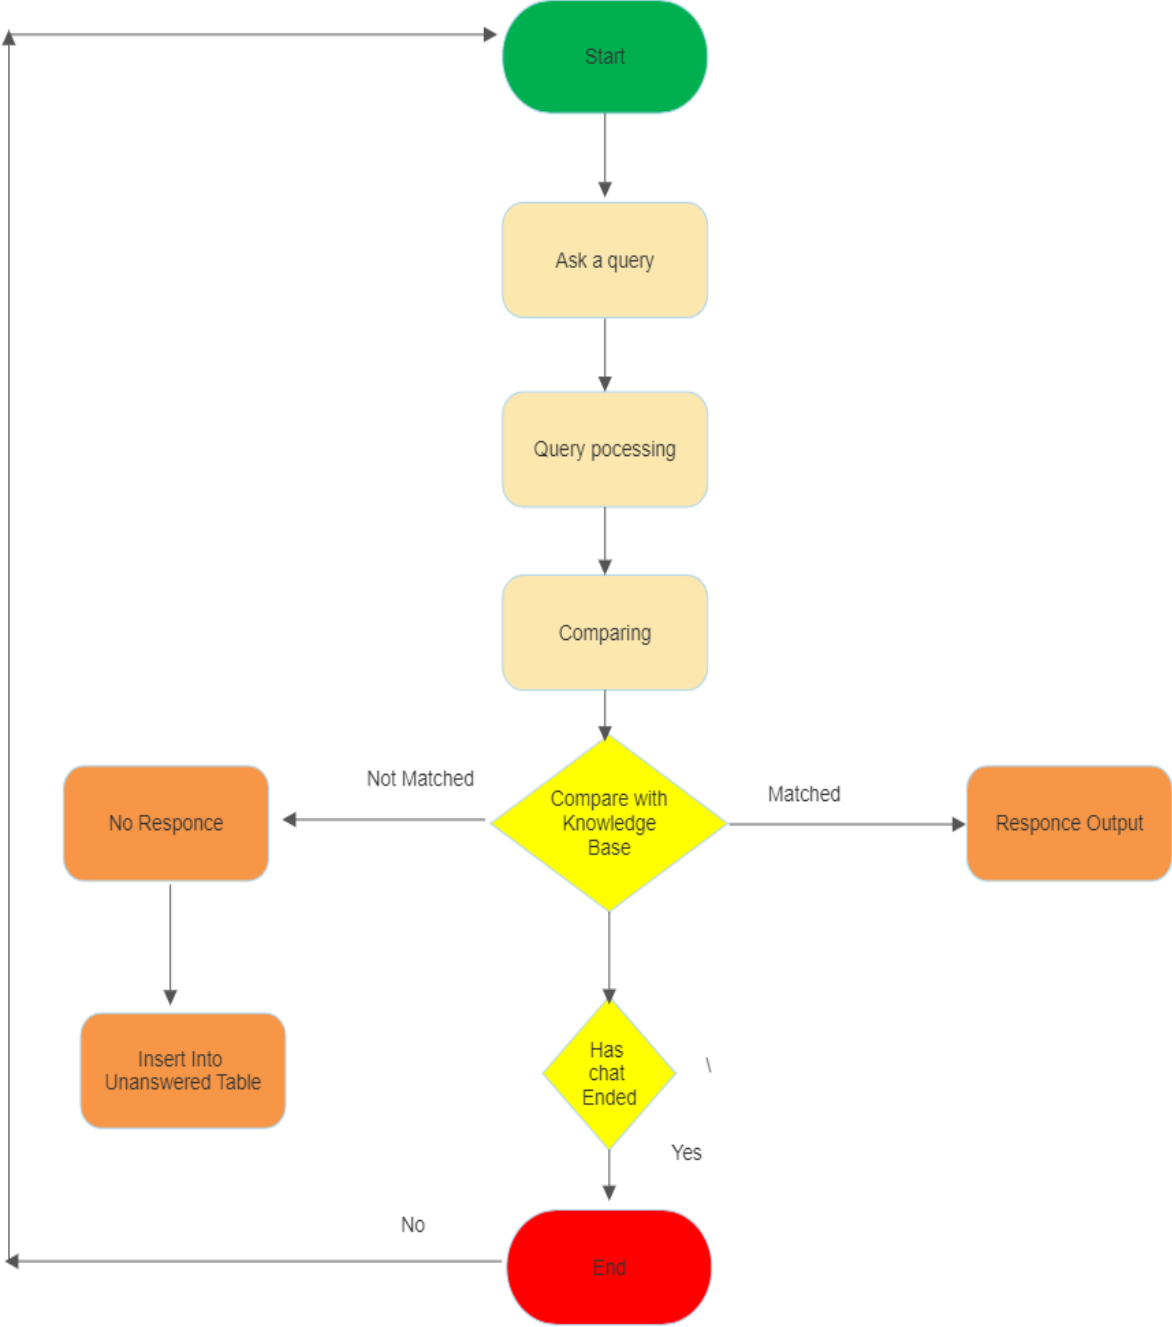 Start
Ask a query
Query pocessing
Comparing
Not Matched
Matched
Compare with
Knowledge
Base
No Responce
Responce Output
Has
chat
Ended
\
Insert Into
Unanswered Table
Yes
No
End